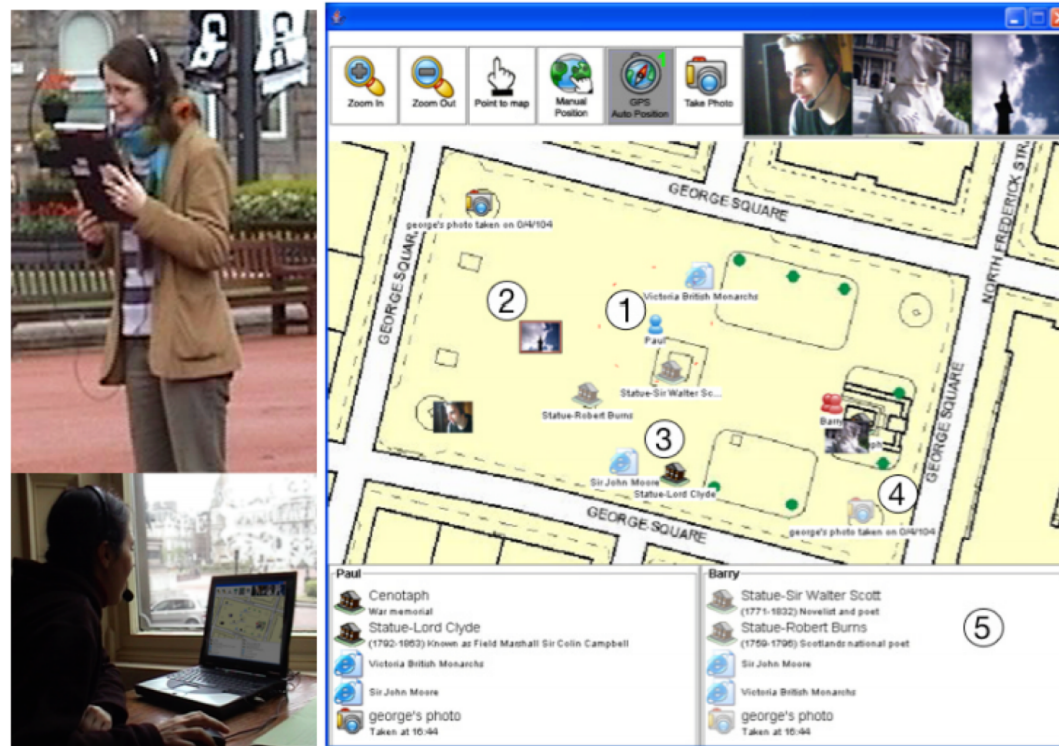 Zoom In
Zoom Out
Point to map
Manual
Position
GPS
Auto Position
Take Photo
GEORGE SQUARE
NORTH FREDERICK STR
george's photo taken on 0/4/104
GEORGE SQUARE
Victoria British Monarchs
2
1
Paul
Statue-Sir Walter Sc...
Statue-Robert Burns
Barry
ph
GEORGE SQUARE
3
Sir John Moore
Statue-Lord Clyde
4
GEORGE SQUARE
george's photo taken on 0/4/104
Paul
Cenotaph
War memorial
Statue-Lord Clyde
(1792-1863) Known as Field Marshall Sir Colin Campbell
Victoria British Monarchs
Sir John Moore
george's photo
Taken at 16:44
Barry
Statue-Sir Walter Scott
(1771-1832) Novelist and poet
Statue-Robert Burns
(1759-1796) Scotlands national poet
5
Sir John Moore
Victoria British Monarchs
george's photo
Taken at 16:44